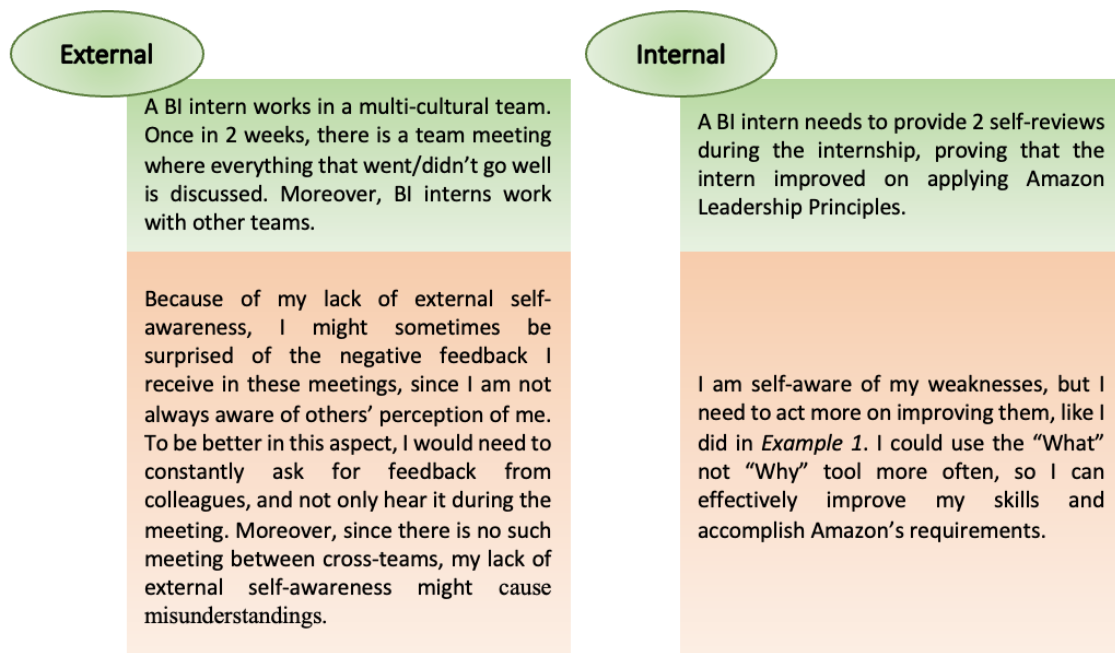 External
A BI intern works in a multi-cultural team.
Once in 2 weeks, there is a team meeting
where everything that went/didn't go well
is discussed. Moreover, BI interns work
with other teams.
Because of my lack of external self-
awareness, I might sometimes be
surprised of the negative feedback I
receive in these meetings, since I am not
always aware of others' perception of me.
To be better in this aspect, I would need to
constantly ask for feedback from
colleagues, and not only hear it during the
meeting. Moreover, since there is no such
meeting between cross-teams, my lack of
external self-awareness might cause
misunderstandings.
Internal
A BI intern needs to provide 2 self-reviews
during the internship, proving that the
intern improved on applying Amazon
Leadership Principles.
I am self-aware of my weaknesses, but I
need to act more on improving them, like I
did in Example 1. I could use the “What”
not “Why” tool more often, so I can
effectively improve my skills and
accomplish Amazon's requirements.